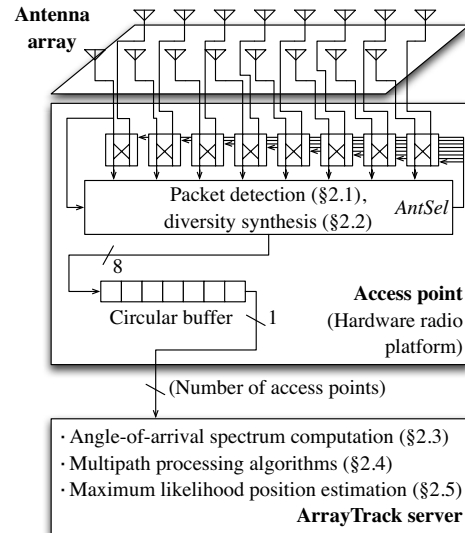 Antenna
array
Packet detection (§2.1),
diversity synthesis (§2.2)
AntSel
8
Circular buffer
1
Access point
(Hardware radio
platform)
(Number of access points)
· Angle-of-arrival spectrum computation (§2.3)
· Multipath processing algorithms (§2.4)
· Maximum likelihood position estimation (§2.5)
ArrayTrack server